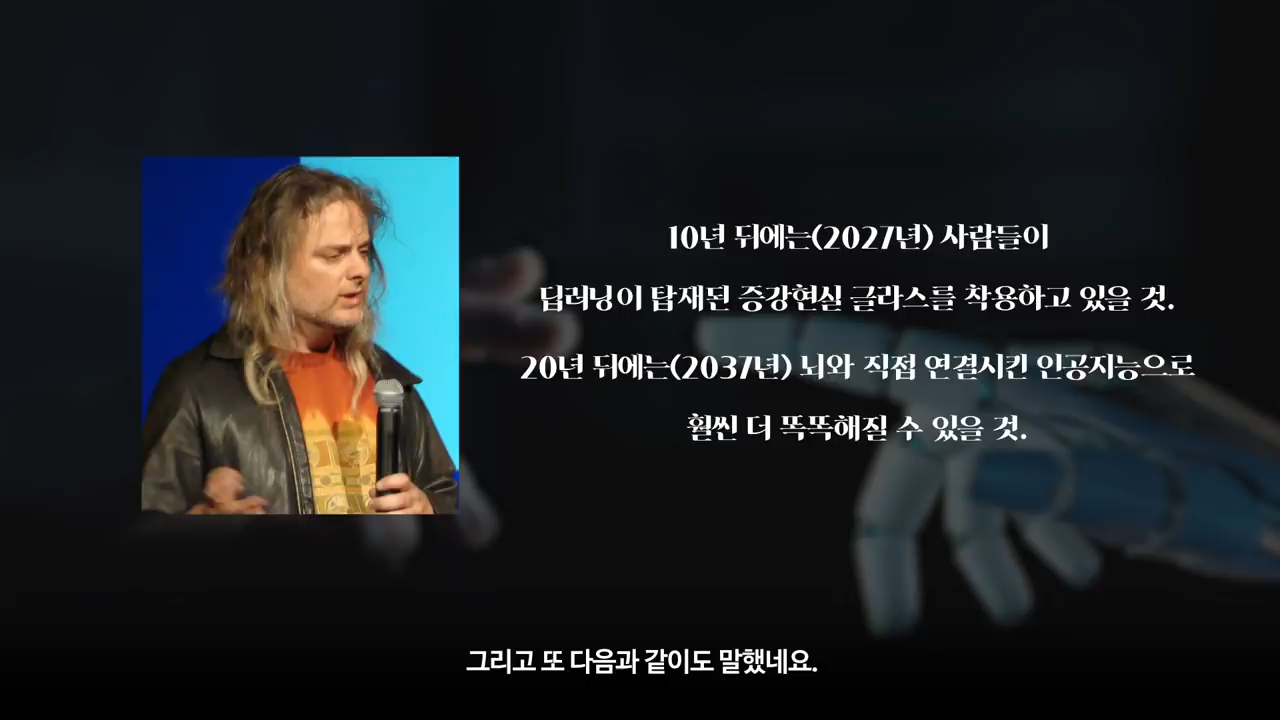 10년 뒤에는(2027년) 사람들이
딥러닝이 탑재된 증강현실 글라스를 착용하고 있을 것.
20년 뒤에는(2037년) 뇌와 직접 연결시킨 인공지능으로
훨씬 더 똑똑해질 수 있을 것.
그리고 또 다음과 같이도 말했네요.